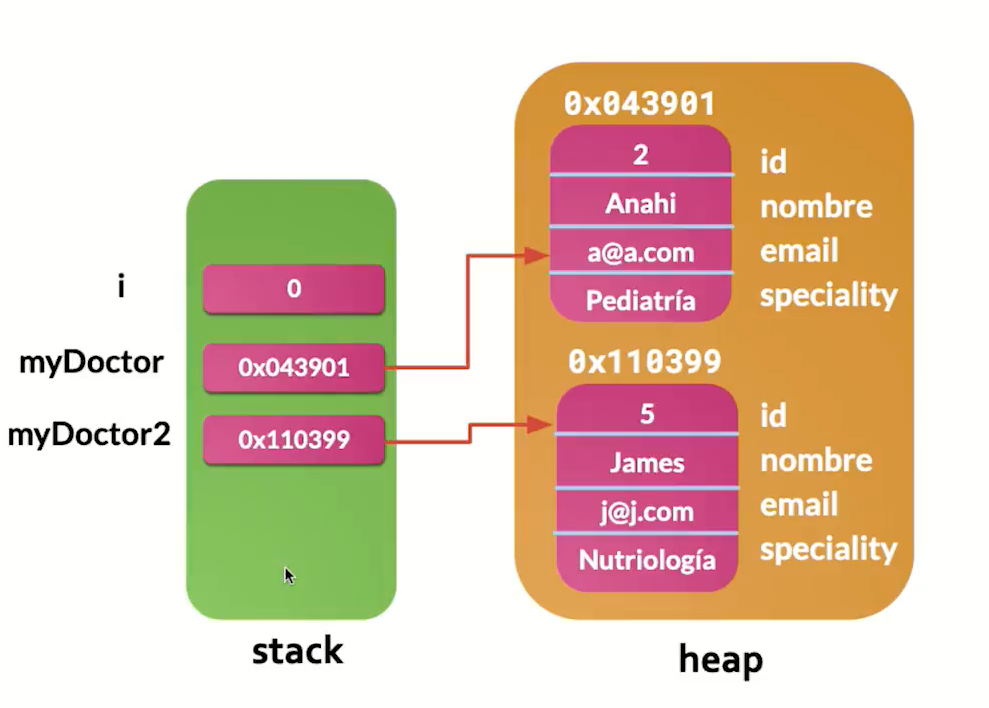 i
0
myDoctor
0x043901
myDoctor2
0x110399
stack
0x043901
2
id
Anahi
nombre
a@a.com
email
Pediatría
speciality
0x110399
5
id
James
nombre
j@j.com
email
Nutriología
speciality
heap